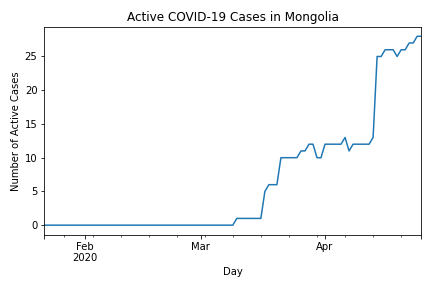 Active COVID-19 Cases in Mongolia
Number of Active Cases
25
20
15
10
5
0
Feb
2020
Mar
Apr
Day